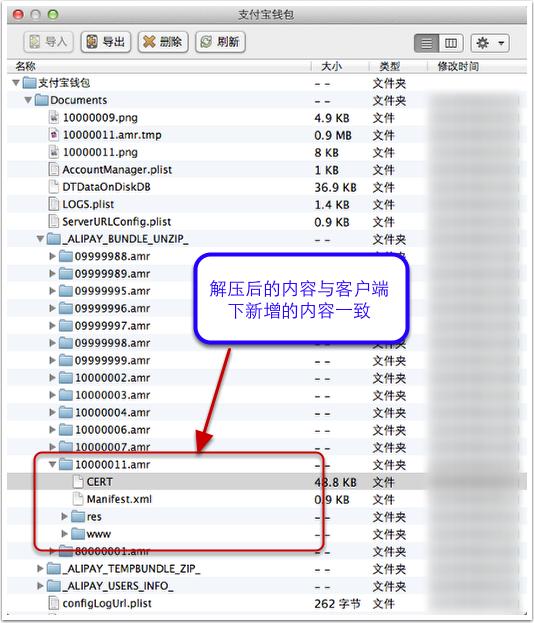 支付宝钱包
导入 导出 删除 刷新
名称 大小 类型 修改时间
支付宝钱包 -- 文件夹
Documents -- 文件夹
10000009.png 4.9 KB 文件
10000011.amr.tmp 0.9 MB 文件
10000011.png 8 KB 文件
AccountManager.plist 1 KB 文件
DTDataOnDiskDB 36.9 KB 文件
LOGS.plist 1.4 KB 文件
ServerURLConfig.plist 0.9 KB 文件
_ALIPAY_BUNDLE_UNZIP_ -- 文件夹
09999988.amr
09999989.amr
09999995.amr
09999996.amr
09999997.amr
09999998.amr -- 文件夹
09999999.amr -- 文件夹
10000002.amr -- 文件夹
10000003.amr -- 文件夹
10000004.amr -- 文件夹
10000006.amr -- 文件夹
10000007.amr -- 文件夹
解压后的内容与客户端
下新增的内容一致
10000011.amr -- 文件夹
CERT 48.8 KB 文件
Manifest.xml 0.9 KB 文件
res -- 文件夹
www -- 文件夹
80000001.amr -- 文件夹
_ALIPAY_TEMPBUNDLE_ZIP_ -- 文件夹
_ALIPAY_USERS_INFO_ -- 文件夹
configLogUrl.plist 262 字节 文件